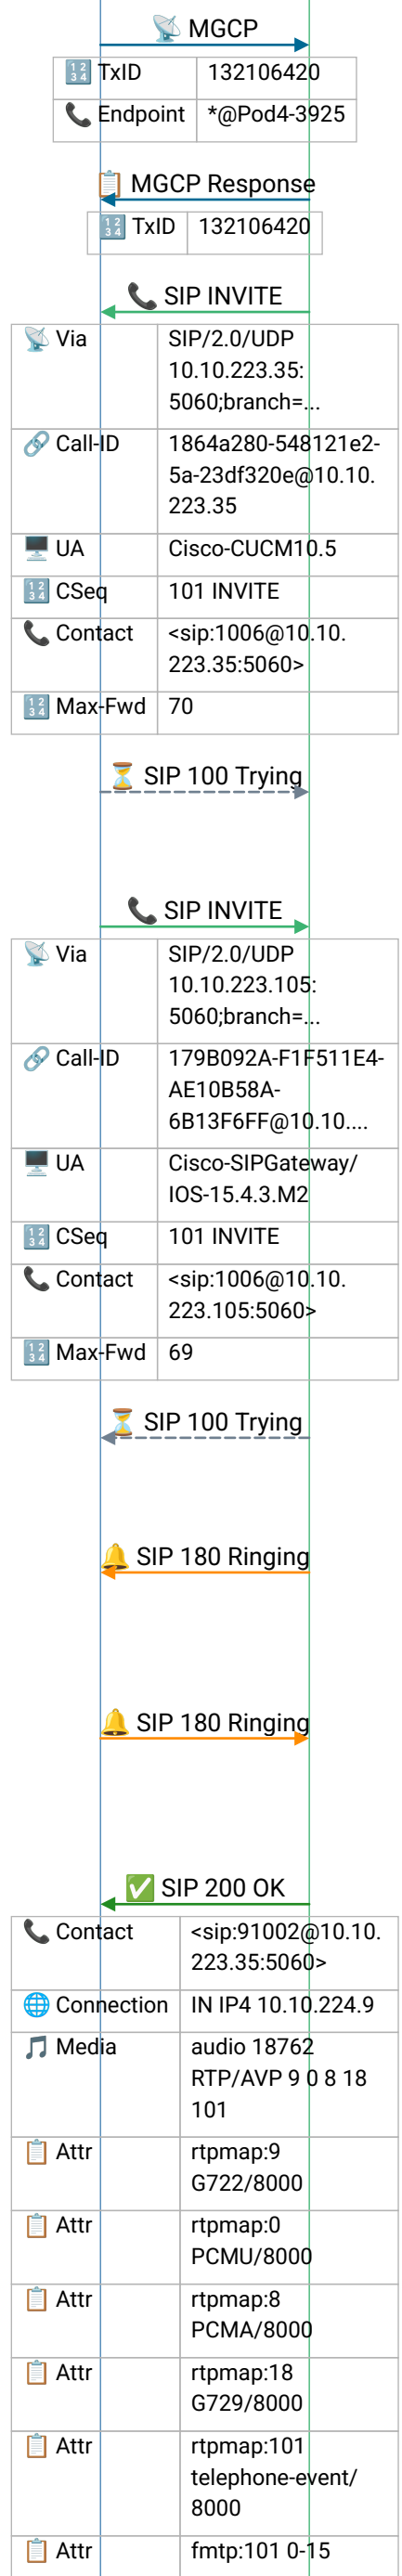 📡 MGCP
🔢 TxID 132106420
📞 Endpoint *@Pod4-3925
📋 MGCP Response
🔢 TxID 132106420
📞 SIP INVITE
📡 Via SIP/2.0/UDP
10.10.223.35:
5060;branch=...
🔗 Call-ID 1864a280-548121e2-
5a-23df320e@10.10.
223.35
🖥️ UA Cisco-CUCM10.5
🔢 CSeq 101 INVITE
📞 Contact <sip:1006@10.10.
223.35:5060>
🔢 Max-Fwd 70
⏳ SIP 100 Trying
📞 SIP INVITE
📡 Via SIP/2.0/UDP
10.10.223.105:
5060;branch=...
🔗 Call-ID 179B092A-F1F511E4-
AE10B58A-
6B13F6FF@10.10....
🖥️ UA Cisco-SIPGateway/
IOS-15.4.3.M2
🔢 CSeq 101 INVITE
📞 Contact <sip:1006@10.10.
223.105:5060>
🔢 Max-Fwd 69
⏳ SIP 100 Trying
🔔 SIP 180 Ringing
🔔 SIP 180 Ringing
✅ SIP 200 OK
📞 Contact <sip:91002@10.10.
223.35:5060>
🌐 Connection IN IP4 10.10.224.9
🎵 Media audio 18762
RTP/AVP 9 0 8 18
101
📋 Attr rtpmap:9
G722/8000
📋 Attr rtpmap:0
PCMU/8000
📋 Attr rtpmap:8
PCMA/8000
📋 Attr rtpmap:18
G729/8000
📋 Attr rtpmap:101
telephone-event/
8000
📋 Attr fmtp:101 0-15